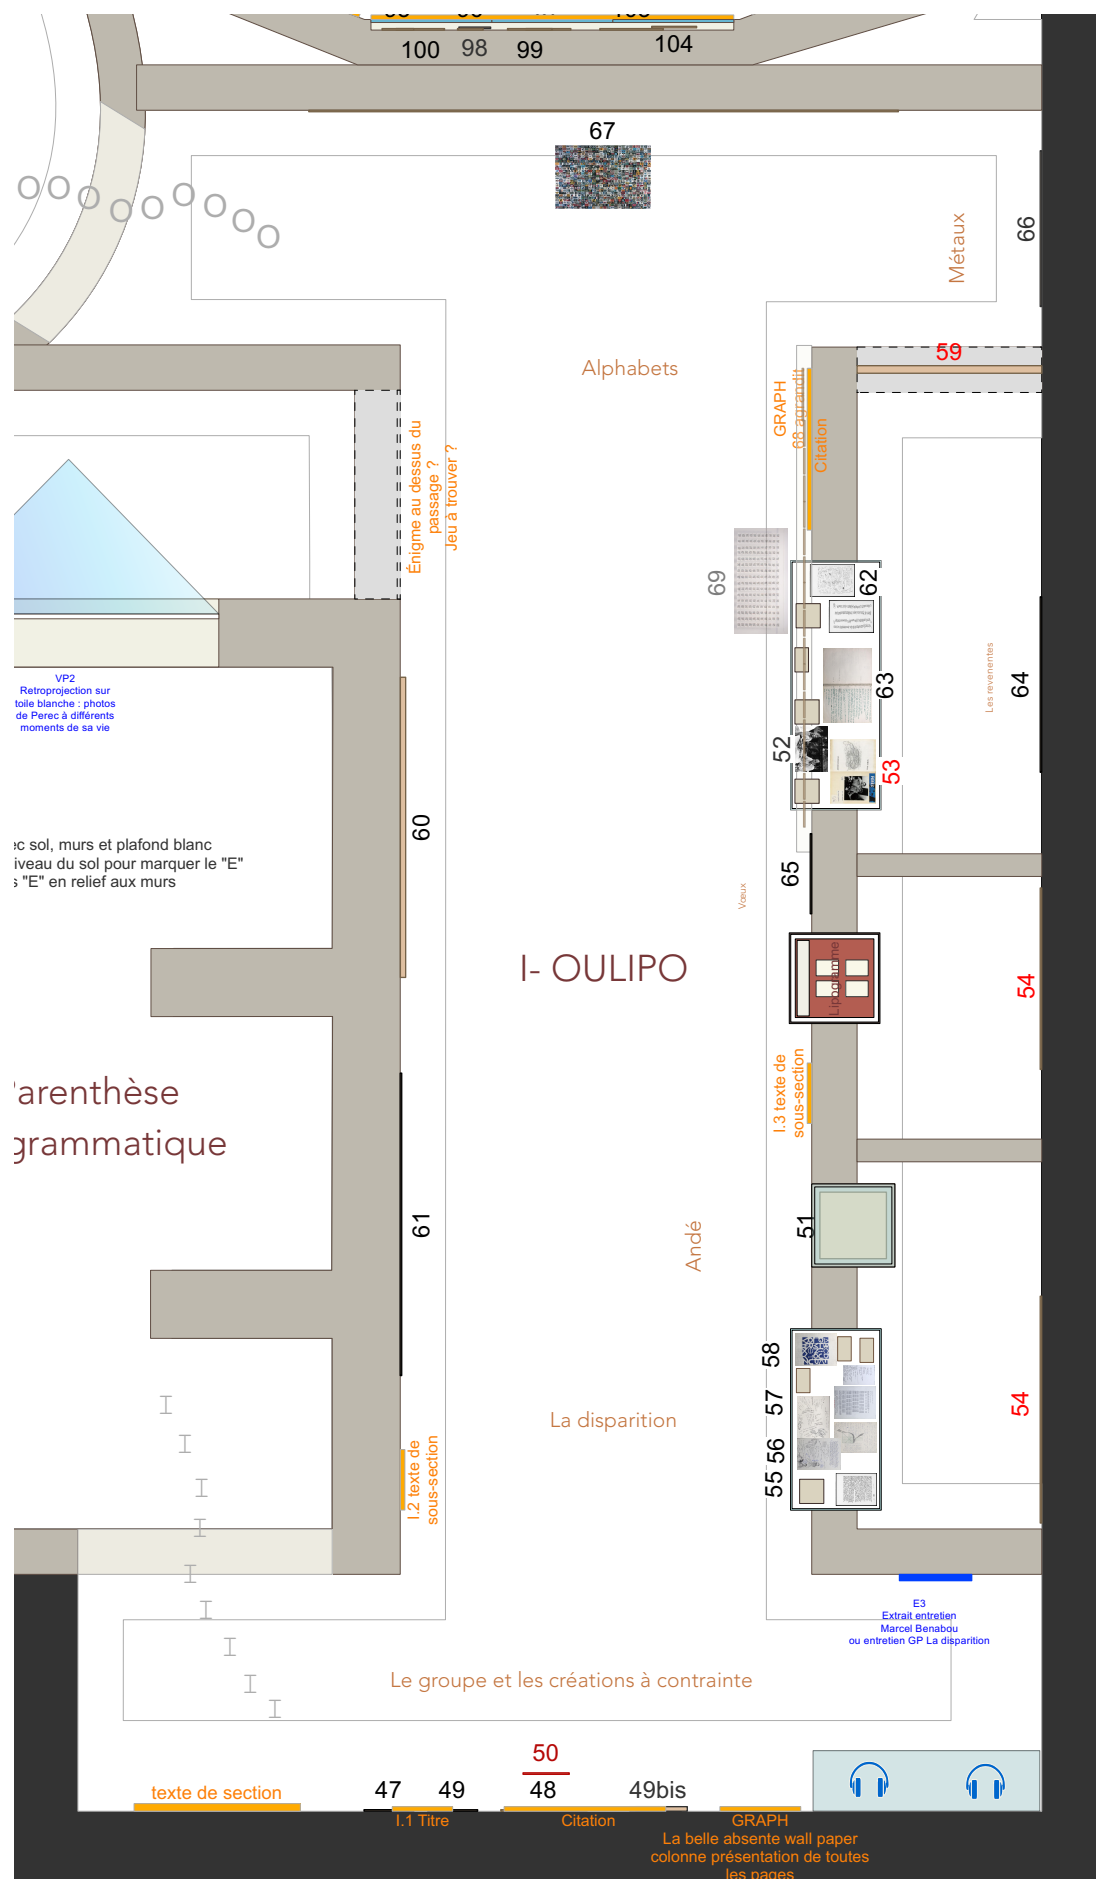 100 98 99 104
67
O O O O O O O O O
Métaux
66
59
Alphabets
GRAPH
68 agrandit
Citation
Énigme au dessus du
passage ?
Jeu à trouver ?
69
62
63
52
53
Les revenentes
64
VP2
Retroprojection sur
toile blanche : photos
de Perec à différents
moments de sa vie
60
sol, murs et plafond blanc
iveau du sol pour marquer le "E"
"E" en relief aux murs
65
Vœux
I- OULIPO
Lipogramme
54
I.3 texte de
sous-section
arenthèse
grammatique
61
Andé
51
58
57
56
55
54
La disparition
I.2 texte de
sous-section
I I I I I I I I I
E3
Extrait entretien
Marcel Benabou
ou entretien GP La disparition
Le groupe et les créations à contrainte
50
texte de section
47 49 48 49bis
I.1 Titre
Citation
GRAPH
La belle absente wall paper
colonne présentation de toutes
les pages